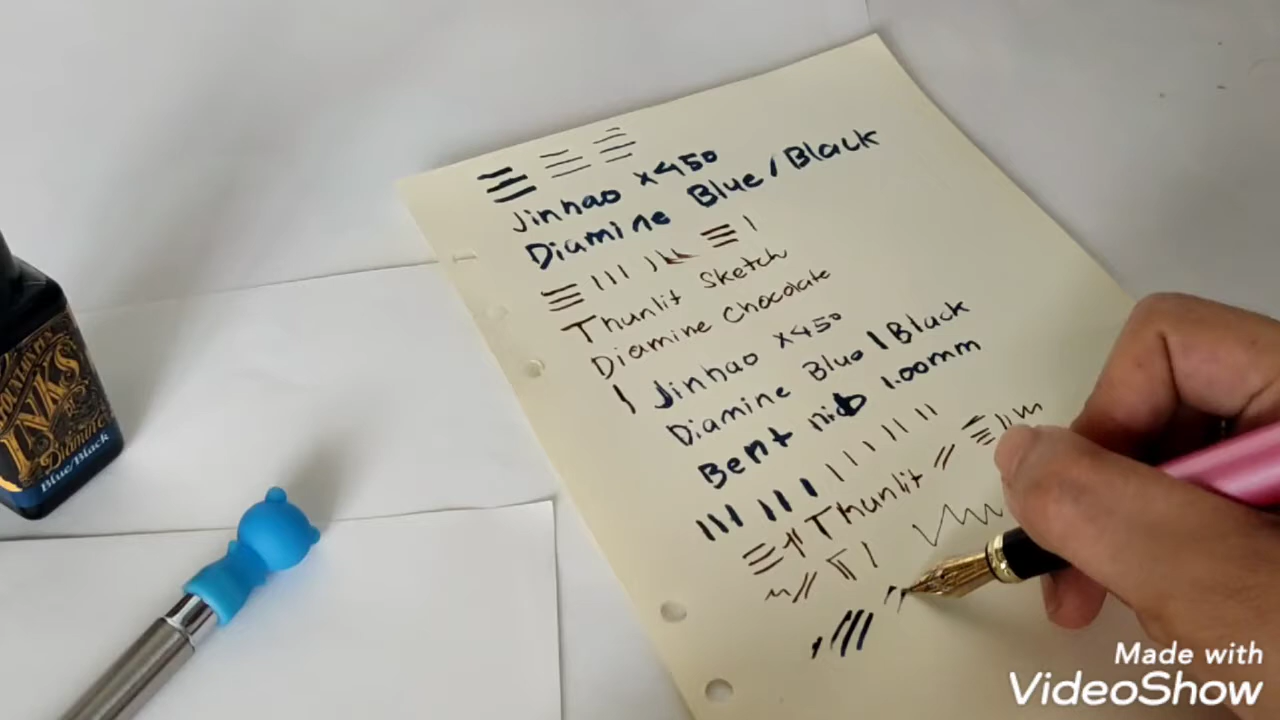 Jinhao x450
Diamine Blue/Black
Thunlit Sketch
Diamine Chocolate
Jinhao x450
Diamine Blue/Black
Bent nib 1.00mm
Thunlit
INKS
Diamine
Blue/Black
Made with
VideoShow